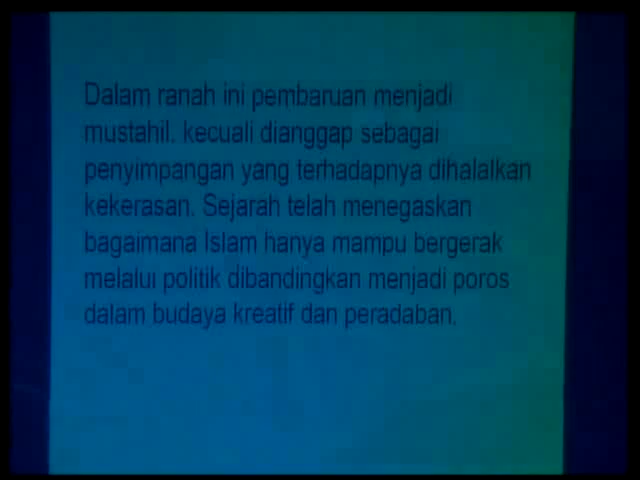 Dalam ranah ini pembaruan menjadi
mustahil. kecuali dianggap sebagai
penyimpangan yang terhadapnya dihalalkan
kekerasan. Sejarah telah menegaskan
bagaimana Islam hanya mampu bergerak
melalui politik dibandingkan menjadi poros
dalam budaya kreatif dan peradaban.